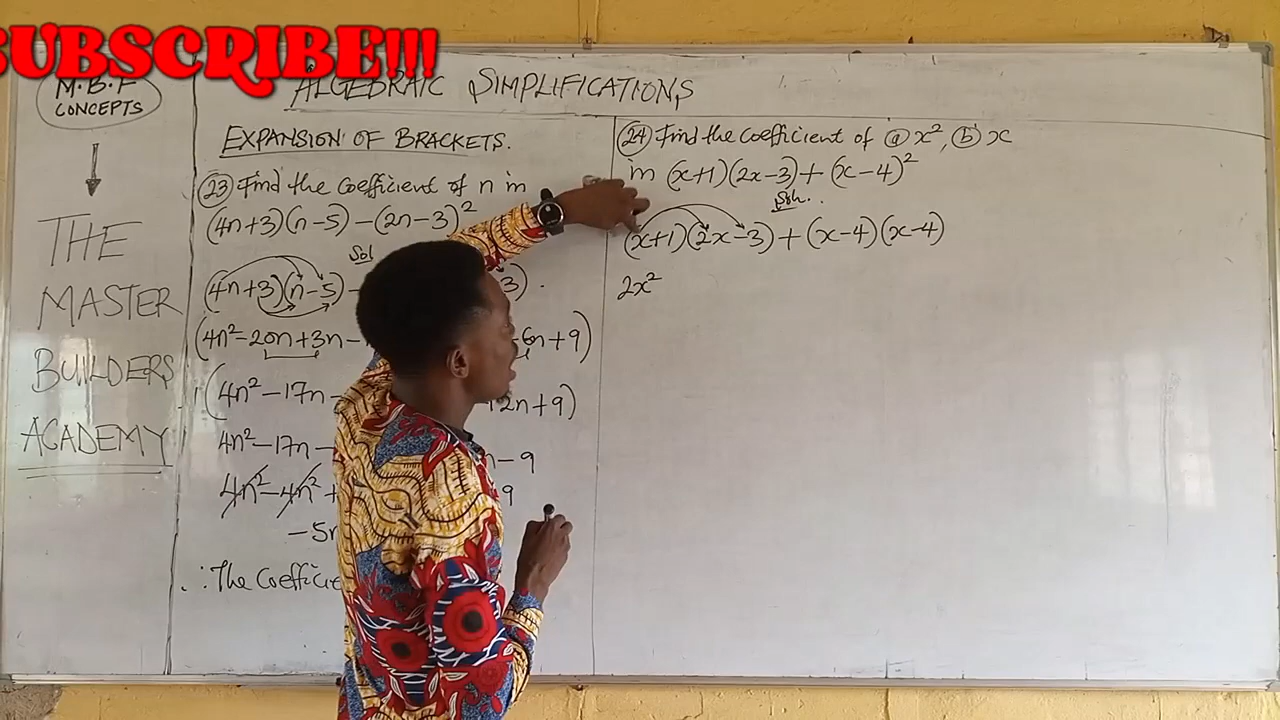 SUBSCRIBE!!!
M.B.F
CONCEPTS
THE
MASTER
BUILDERS
ACADEMY
ALGEBRAIC SIMPLIFICATIONS
EXPANSION OF BRACKETS.
23 Find the coefficient of n in
(4n+3)(n-5) - (2n-3)²
Sol
(4n+3)(n-5) - 3) .
(4n²-20n+3n- -6n+9)
(4n² -17n- 12n+9)
4n²-17n- n-9
4n²-4n² + 9
-5n
∴ The Coefficie
24 Find the coefficient of (a) x², (b) x
in (x+1)(2x-3) + (x-4)²
Soln.
(x+1)(2x-3) + (x-4)(x-4)
2x²